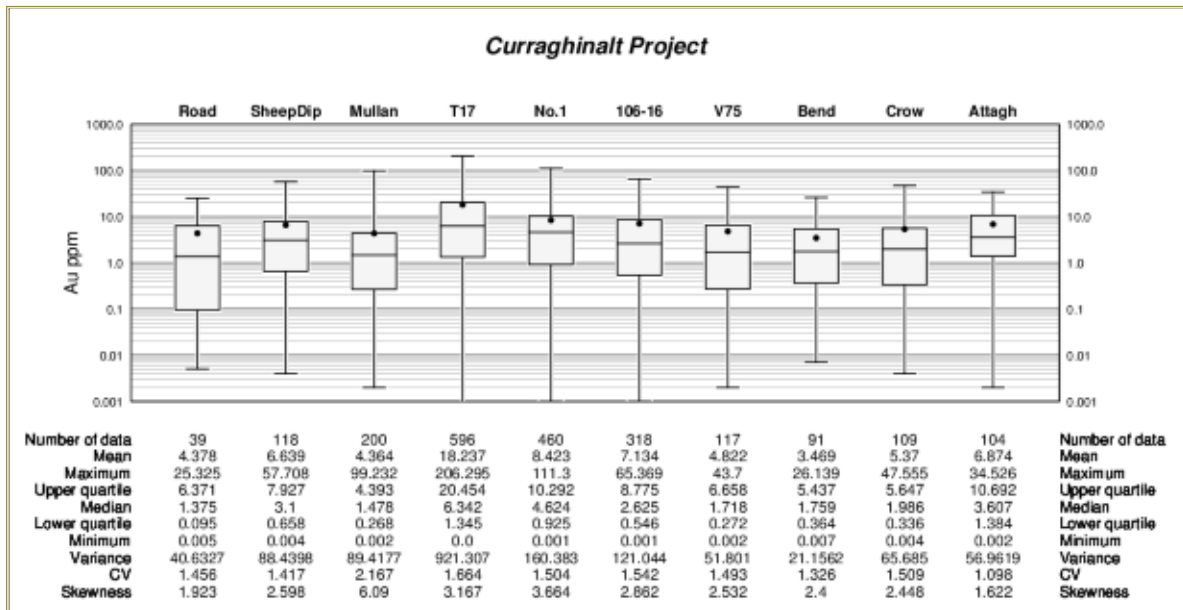 Curraghinalt Project
Road SheepDip Mullan T17 No.1 106-16 V75 Bend Crow Attagh
1000.0 1000.0
100.0 100.0
10.0 10.0
Au ppm
1.0 1.0
0.1 0.1
0.01 0.01
0.001 0.001
Number of data 39 118 200 596 460 318 117 91 109 104 Number of data
Mean 4.378 6.639 4.364 18.237 8.423 7.134 4.822 3.469 5.37 6.874 Mean
Maximum 25.325 57.708 99.232 206.295 111.3 65.369 43.7 26.139 47.555 34.526 Maximum
Upper quartile 6.371 7.927 4.393 20.454 10.292 8.775 6.658 5.437 5.647 10.692 Upper quartile
Median 1.375 3.1 1.478 6.342 4.624 2.625 1.718 1.759 1.986 3.607 Median
Lower quartile 0.095 0.658 0.268 1.345 0.925 0.546 0.272 0.364 0.336 1.384 Lower quartile
Minimum 0.005 0.004 0.002 0.0 0.001 0.001 0.002 0.007 0.004 0.002 Minimum
Variance 40.6327 88.4398 89.4177 921.307 160.383 121.044 51.801 21.1562 65.685 56.9619 Variance
CV 1.456 1.417 2.167 1.664 1.504 1.542 1.493 1.326 1.509 1.098 CV
Skewness 1.923 2.598 6.09 3.167 3.664 2.862 2.532 2.4 2.448 1.622 Skewness